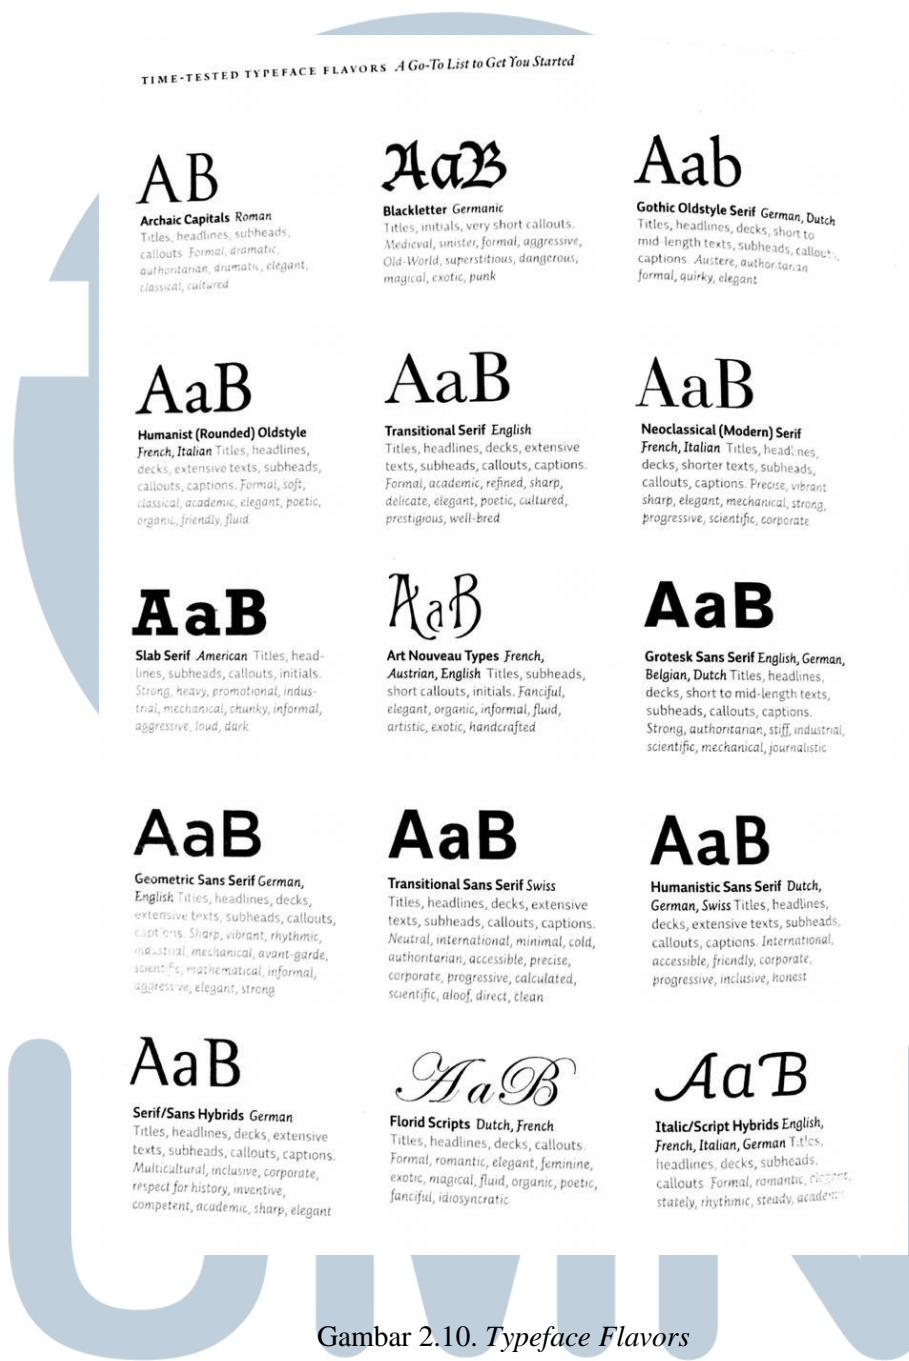 TIME-TESTED TYPEFACE FLAVORS A Go-To List to Get You Started
AB
Archaic Capitals Roman
Titles, headlines, subheads,
callouts Formal, dramatic,
authoritarian, dramatic, elegant,
classical, cultured
AaB
Blackletter Germanic
Titles, initials, very short callouts.
Medieval, sinister, formal, aggressive,
Old-World, superstitious, dangerous,
magical, exotic, punk
Aab
Gothic Oldstyle Serif German, Dutch
Titles, headlines, decks, short to
mid-length texts, subheads, callouts,
captions. Austere, authoritarian
formal, quirky, elegant
AaB
Humanist (Rounded) Oldstyle
French, Italian Titles, headlines,
decks, extensive texts, subheads,
callouts, captions. Formal, soft,
classical, academic, elegant, poetic,
organic, friendly, fluid
AaB
Transitional Serif English
Titles, headlines, decks, extensive
texts, subheads, callouts, captions.
Formal, academic, refined, sharp,
delicate, elegant, poetic, cultured,
prestigious, well-bred
AaB
Neoclassical (Modern) Serif
French, Italian Titles, headlines,
decks, shorter texts, subheads,
callouts, captions. Precise, vibrant
sharp, elegant, mechanical, strong,
progressive, scientific, corporate
AaB
Slab Serif American Titles, head-
lines, subheads, callouts, initials.
Strong, heavy, promotional, indus-
trial, mechanical, chunky, informal,
aggressive, loud, dark
AaB
Art Nouveau Types French,
Austrian, English Titles, subheads,
short callouts, initials. Fanciful,
elegant, organic, informal, fluid,
artistic, exotic, handcrafted
AaB
Grotesk Sans Serif English, German,
Belgian, Dutch Titles, headlines,
decks, short to mid-length texts,
subheads, callouts, captions.
Strong, authoritarian, stiff, industrial,
scientific, mechanical, journalistic
AaB
Geometric Sans Serif German,
English Titles, headlines, decks,
extensive texts, subheads, callouts,
captions. Sharp, vibrant, rhythmic,
industrial, mechanical, avant-garde,
scientific, mathematical, informal,
aggressive, elegant, strong
AaB
Transitional Sans Serif Swiss
Titles, headlines, decks, extensive
texts, subheads, callouts, captions.
Neutral, international, minimal, cold,
authoritarian, accessible, precise,
corporate, progressive, calculated,
scientific, aloof, direct, clean
AaB
Humanistic Sans Serif Dutch,
German, Swiss Titles, headlines,
decks, extensive texts, subheads,
callouts, captions. International,
accessible, friendly, corporate,
progressive, inclusive, honest
AaB
Serif/Sans Hybrids German
Titles, headlines, decks, extensive
texts, subheads, callouts, captions.
Multicultural, inclusive, corporate,
respect for history, inventive,
competent, academic, sharp, elegant
AaB
Florid Scripts Dutch, French
Titles, headlines, decks, callouts.
Formal, romantic, elegant, feminine,
exotic, magical, fluid, organic, poetic,
fanciful, idiosyncratic
AaB
Italic/Script Hybrids English,
French, Italian, German Titles,
headlines, decks, subheads,
callouts Formal, romantic, elegant,
stately, rhythmic, steady, academic
UMN
Gambar 2.10. Typeface Flavors